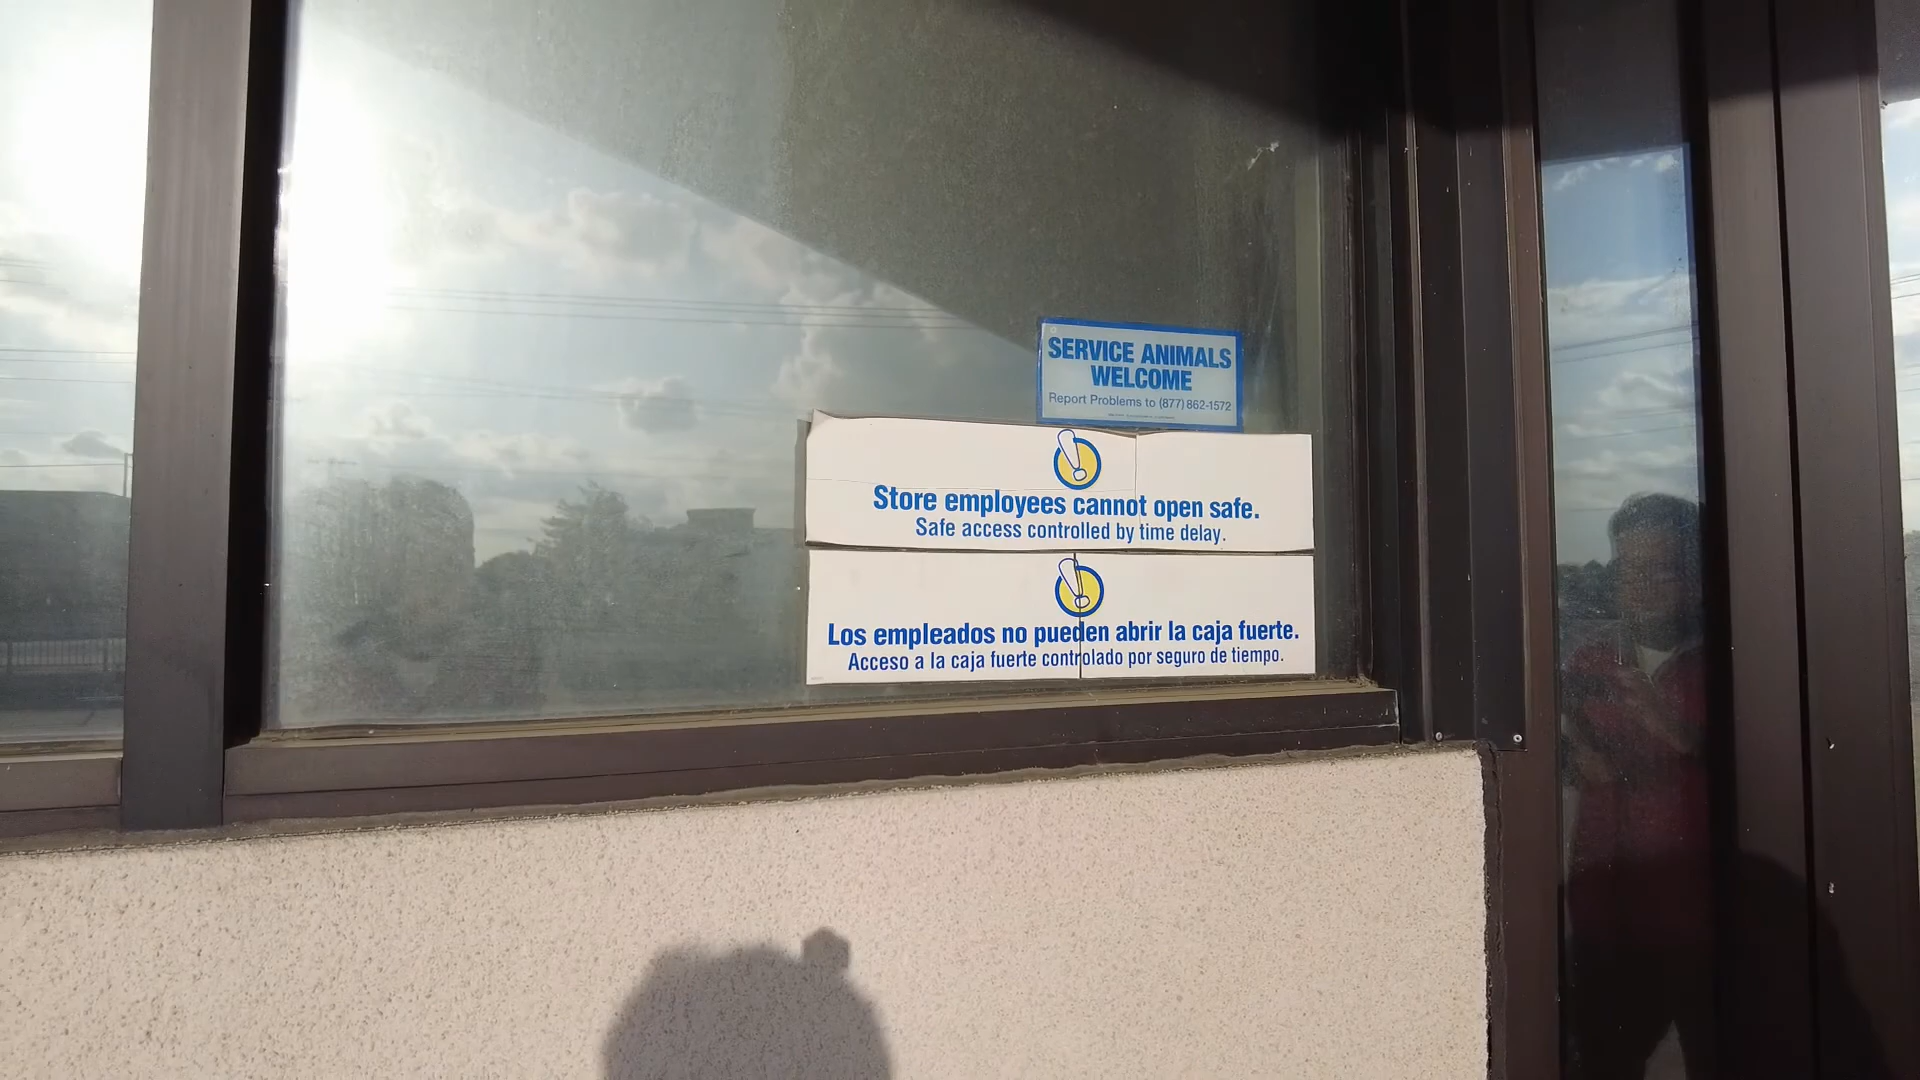 SERVICE ANIMALS
WELCOME
Report Problems to (877) 862-1572
Store employees cannot open safe.
Safe access controlled by time delay.
Los empleados no pueden abrir la caja fuerte.
Acceso a la caja fuerte controlado por seguro de tiempo.